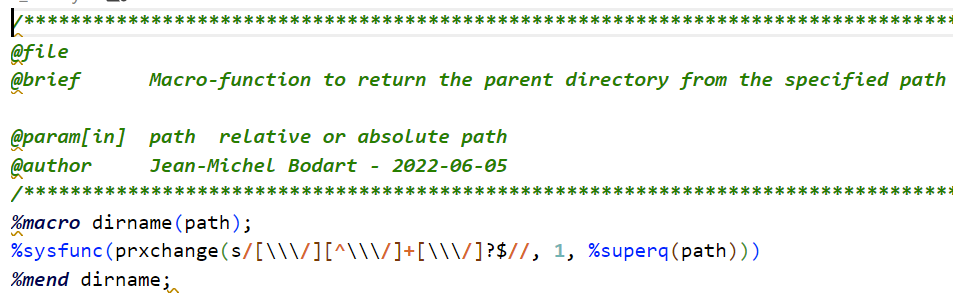 /********************************************************************************
@file
@brief      Macro-function to return the parent directory from the specified path
@param[in]  path  relative or absolute path
@author     Jean-Michel Bodart - 2022-06-05
/********************************************************************************
%macro dirname(path);
%sysfunc(prxchange(s/[\\\/][^\\\/]+[\\\/]?$//, 1, %superq(path)))
%mend dirname;